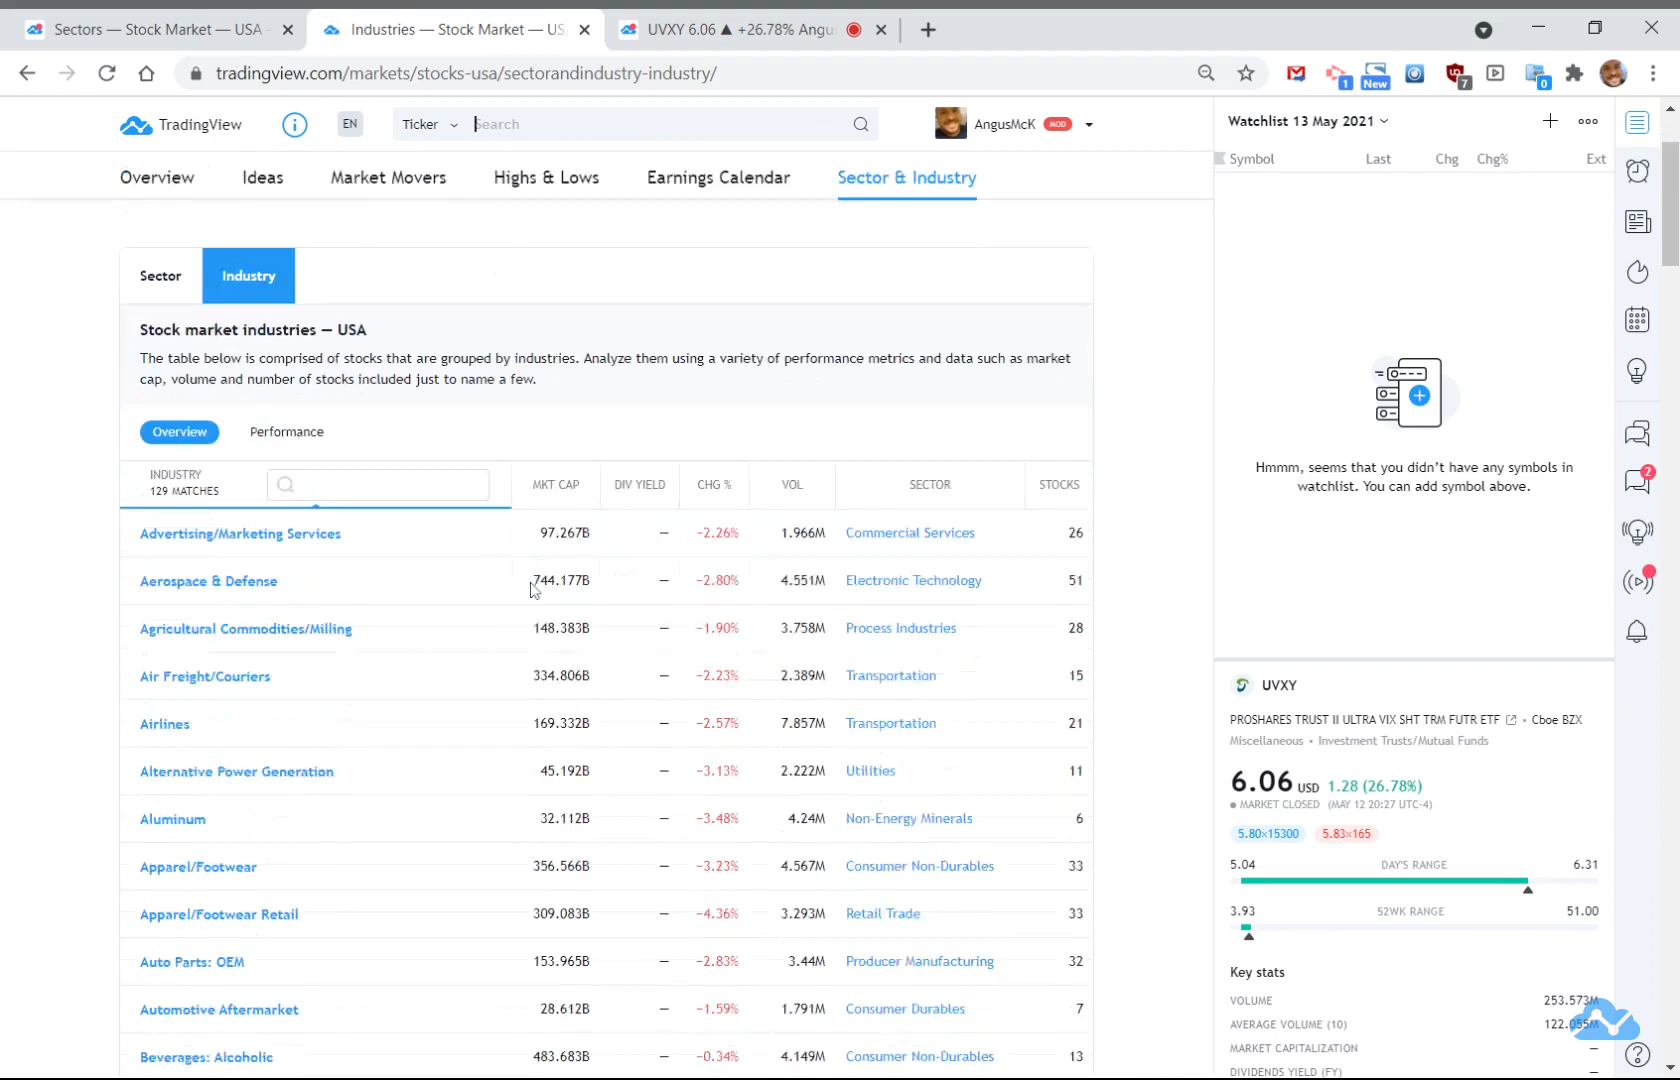 Sectors — Stock Market — USA -
Industries — Stock Market — US
UVXY 6.06 ▲ +26.78% Angu
tradingview.com/markets/stocks-usa/sectorandindustry-industry/
1
New
7
0
TradingView
EN
Ticker
Search
AngusMcK
MOD
Overview
Ideas
Market Movers
Highs & Lows
Earnings Calendar
Sector & Industry
Sector
Industry
Stock market industries — USA
The table below is comprised of stocks that are grouped by industries. Analyze them using a variety of performance metrics and data such as market
cap, volume and number of stocks included just to name a few.
Overview
Performance
INDUSTRY
129 MATCHES
MKT CAP
DIV YIELD
CHG %
VOL
SECTOR
STOCKS
Advertising/Marketing Services 97.267B — −2.26% 1.966M Commercial Services 26
Aerospace & Defense 744.177B — −2.80% 4.551M Electronic Technology 51
Agricultural Commodities/Milling 148.383B — −1.90% 3.758M Process Industries 28
Air Freight/Couriers 334.806B — −2.23% 2.389M Transportation 15
Airlines 169.332B — −2.57% 7.857M Transportation 21
Alternative Power Generation 45.192B — −3.13% 2.222M Utilities 11
Aluminum 32.112B — −3.48% 4.24M Non-Energy Minerals 6
Apparel/Footwear 356.566B — −3.23% 4.567M Consumer Non-Durables 33
Apparel/Footwear Retail 309.083B — −4.36% 3.293M Retail Trade 33
Auto Parts: OEM 153.965B — −2.83% 3.44M Producer Manufacturing 32
Automotive Aftermarket 28.612B — −1.59% 1.791M Consumer Durables 7
Beverages: Alcoholic 483.683B — −0.34% 4.149M Consumer Non-Durables 13
Watchlist 13 May 2021
Symbol Last Chg Chg% Ext
Hmmm, seems that you didn't have any symbols in
watchlist. You can add symbol above.
2
UVXY
PROSHARES TRUST II ULTRA VIX SHT TRM FUTR ETF • Cboe BZX
Miscellaneous • Investment Trusts/Mutual Funds
6.06 USD 1.28 (26.78%)
• MARKET CLOSED (MAY 12 20:27 UTC-4)
5.80×15300 5.83×165
5.04 DAY'S RANGE 6.31
3.93 52WK RANGE 51.00
Key stats
VOLUME 253.573M
AVERAGE VOLUME (10) 122.055M
MARKET CAPITALIZATION —
DIVIDENDS YIELD (FY) —